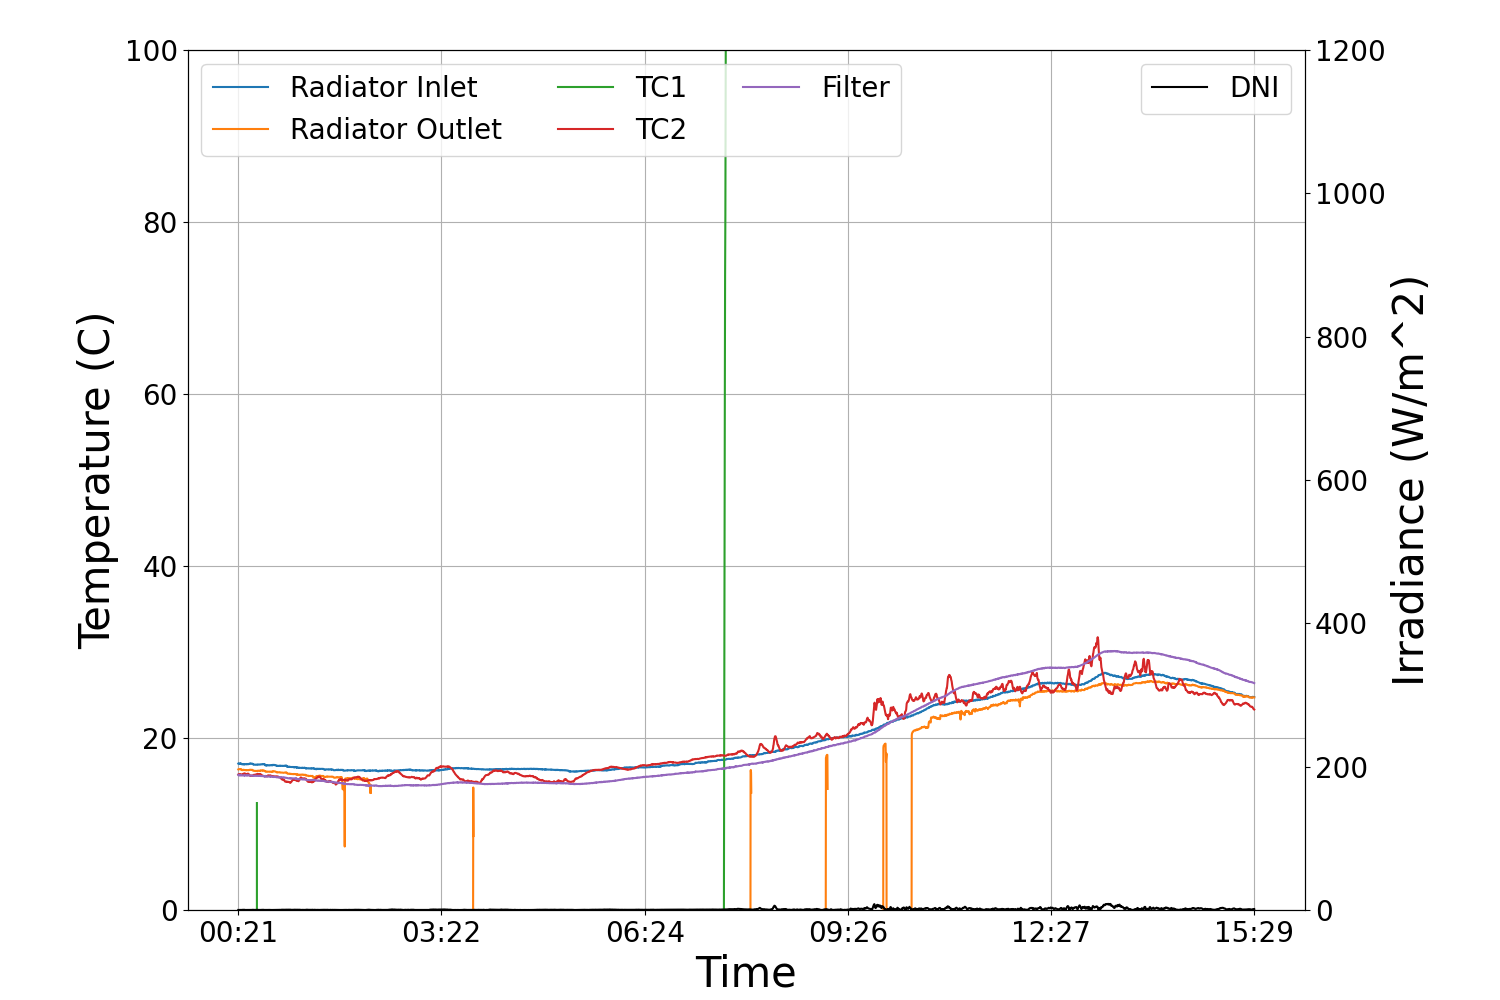 100
80
60
40
20
0
Temperature (C)
Radiator Inlet
Radiator Outlet
TC1
TC2
Filter
DNI
1200
1000
800
600
400
200
0
Irradiance (W/m^2)
00:21 03:22 06:24 09:26 12:27 15:29
Time